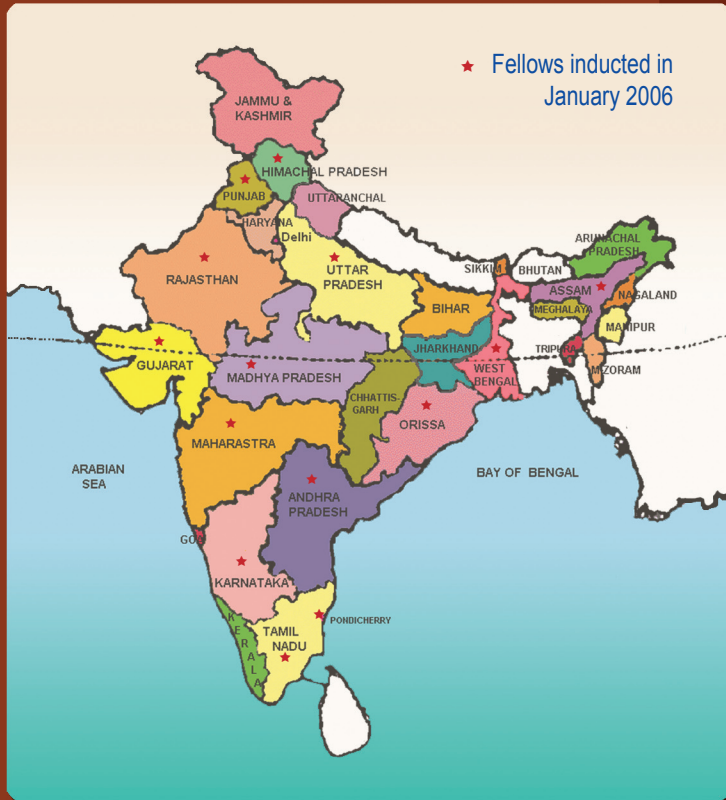 Fellows inducted in
January 2006
JAMMU &
KASHMIR
HIMACHAL PRADESH
PUNJAB
UTTARANCHAL
HARYANA
Delhi
RAJASTHAN
UTTAR
PRADESH
SIKKIM
BHUTAN
ARUNACHAL
PRADESH
ASSAM
NAGALAND
MEGHALAYA
MANIPUR
BIHAR
JHARKHAND
TRIPURA
MIZORAM
WEST
BENGAL
GUJARAT
MADHYA PRADESH
CHHATTIS-
GARH
ORISSA
MAHARASTRA
ARABIAN
SEA
BAY OF BENGAL
ANDHRA
PRADESH
GOA
KARNATAKA
PONDICHERRY
TAMIL
NADU
KERALA